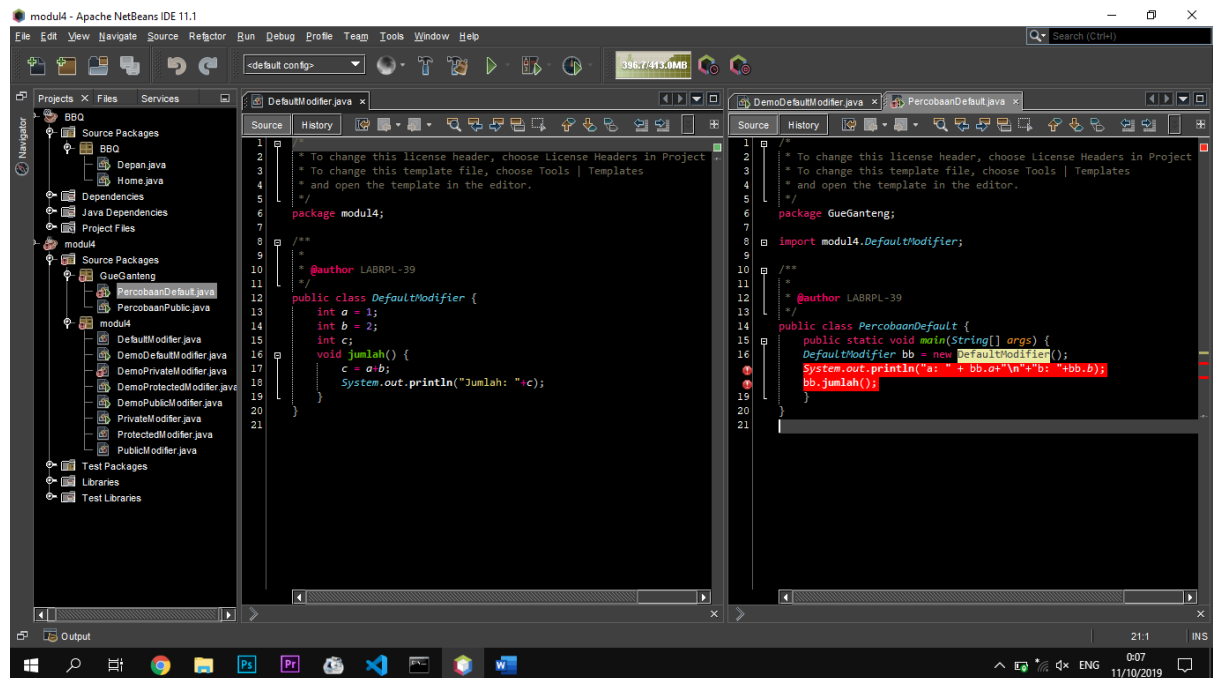 modul4 - Apache NetBeans IDE 11.1
File Edit View Navigate Source Refactor Run Debug Profile Team Tools Window Help
Search (Ctrl+I)
<default config>
396.7/413.0MB
Projects Files Services
Navigator
BBQ
Source Packages
BBQ
Depan.java
Home.java
Dependencies
Java Dependencies
Project Files
modul4
Source Packages
GueGanteng
PercobaanDefault.java
PercobaanPublic.java
modul4
DefaultModifier.java
DemoDefaultModifier.java
DemoPrivateModifier.java
DemoProtectedModifier.java
DemoPublicModifier.java
PrivateModifier.java
ProtectedModifier.java
PublicModifier.java
Test Packages
Libraries
Test Libraries
DefaultModifier.java
Source History
1 /*
2 * To change this license header, choose License Headers in Project
3 * To change this template file, choose Tools | Templates
4 * and open the template in the editor.
5 */
6 package modul4;
7
8 /**
9 *
10 * @author LABRPL-39
11 */
12 public class DefaultModifier {
13 int a = 1;
14 int b = 2;
15 int c;
16 void jumlah() {
17 c = a+b;
18 System.out.println("Jumlah: "+c);
19 }
20 }
21
DemoDefaultModifier.java PercobaanDefault.java
Source History
1 /*
2 * To change this license header, choose License Headers in Project
3 * To change this template file, choose Tools | Templates
4 * and open the template in the editor.
5 */
6 package GueGanteng;
7
8 import modul4.DefaultModifier;
9
10 /**
11 *
12 * @author LABRPL-39
13 */
14 public class PercobaanDefault {
15 public static void main(String[] args) {
16 DefaultModifier bb = new DefaultModifier();
System.out.println("a: " + bb.a+"\n"+"b: "+bb.b);
bb.jumlah();
19 }
20 }
21
Output
21:1 INS
Ps Pr
ENG
0:07
11/10/2019